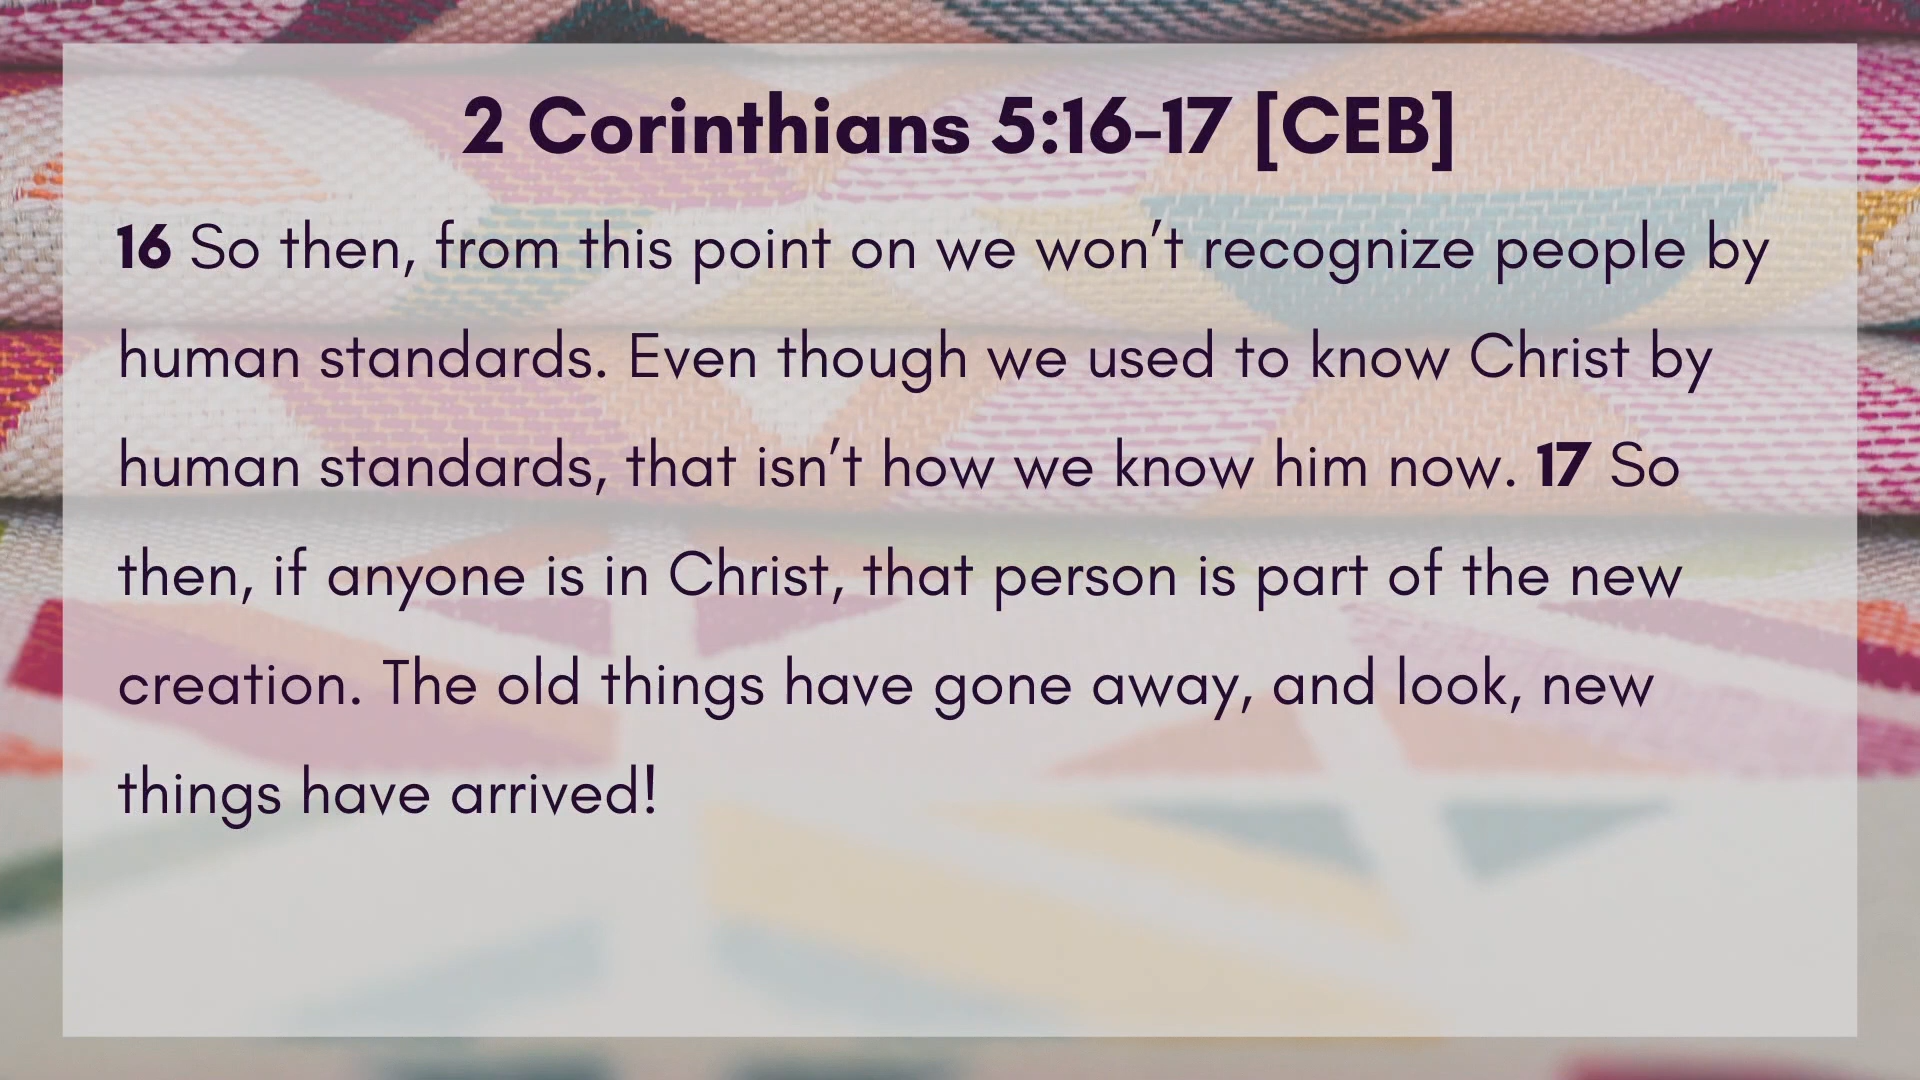 2 Corinthians 5:16-17 [CEB]
16 So then, from this point on we won’t recognize people by
human standards. Even though we used to know Christ by
human standards, that isn’t how we know him now. 17 So
then, if anyone is in Christ, that person is part of the new
creation. The old things have gone away, and look, new
things have arrived!